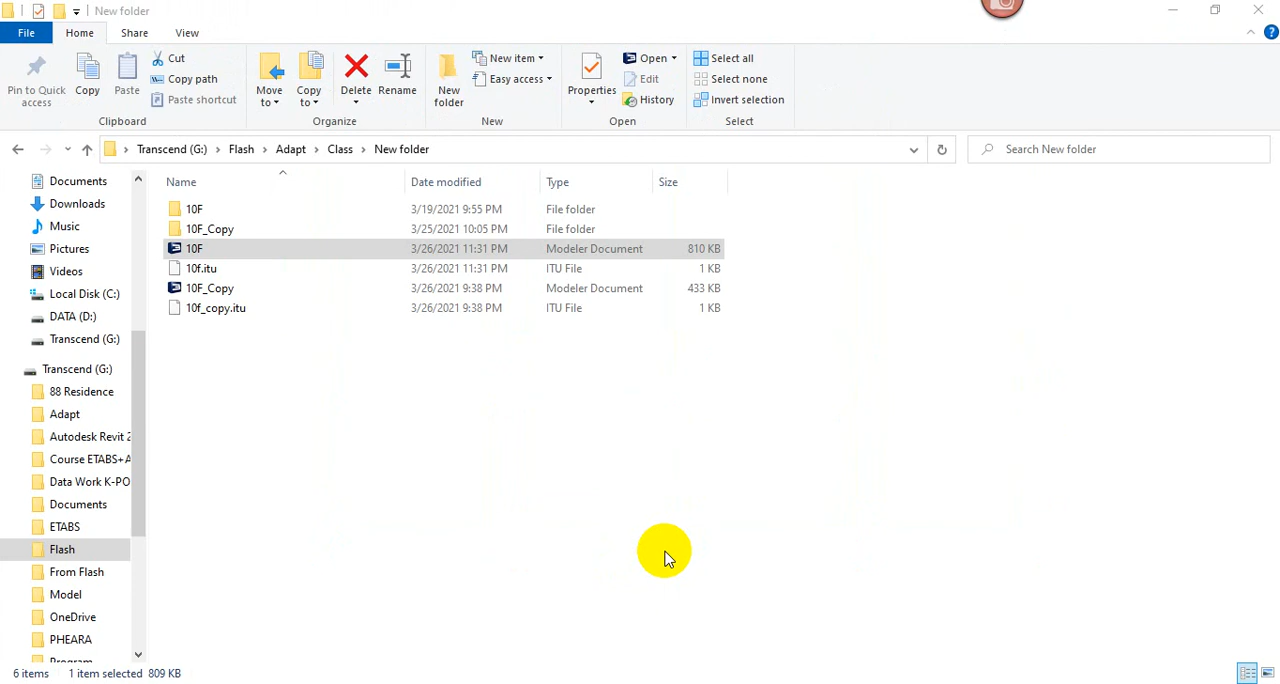 New folder
File Home Share View
Pin to Quick access
Copy
Paste
Cut
Copy path
Paste shortcut
Clipboard
Move to
Copy to
Delete
Rename
Organize
New folder
New item
Easy access
New
Properties
Open
Edit
History
Open
Select all
Select none
Invert selection
Select
Transcend (G:) > Flash > Adapt > Class > New folder
Search New folder
Documents
Downloads
Music
Pictures
Videos
Local Disk (C:)
DATA (D:)
Transcend (G:)
Transcend (G:)
88 Residence
Adapt
Autodesk Revit 2
Course ETABS+A
Data Work K-PO
Documents
ETABS
Flash
From Flash
Model
OneDrive
PHEARA
Program
Name Date modified Type Size
10F 3/19/2021 9:55 PM File folder
10F_Copy 3/25/2021 10:05 PM File folder
10F 3/26/2021 11:31 PM Modeler Document 810 KB
10f.itu 3/26/2021 11:31 PM ITU File 1 KB
10F_Copy 3/26/2021 9:38 PM Modeler Document 433 KB
10f_copy.itu 3/26/2021 9:38 PM ITU File 1 KB
6 items 1 item selected 809 KB